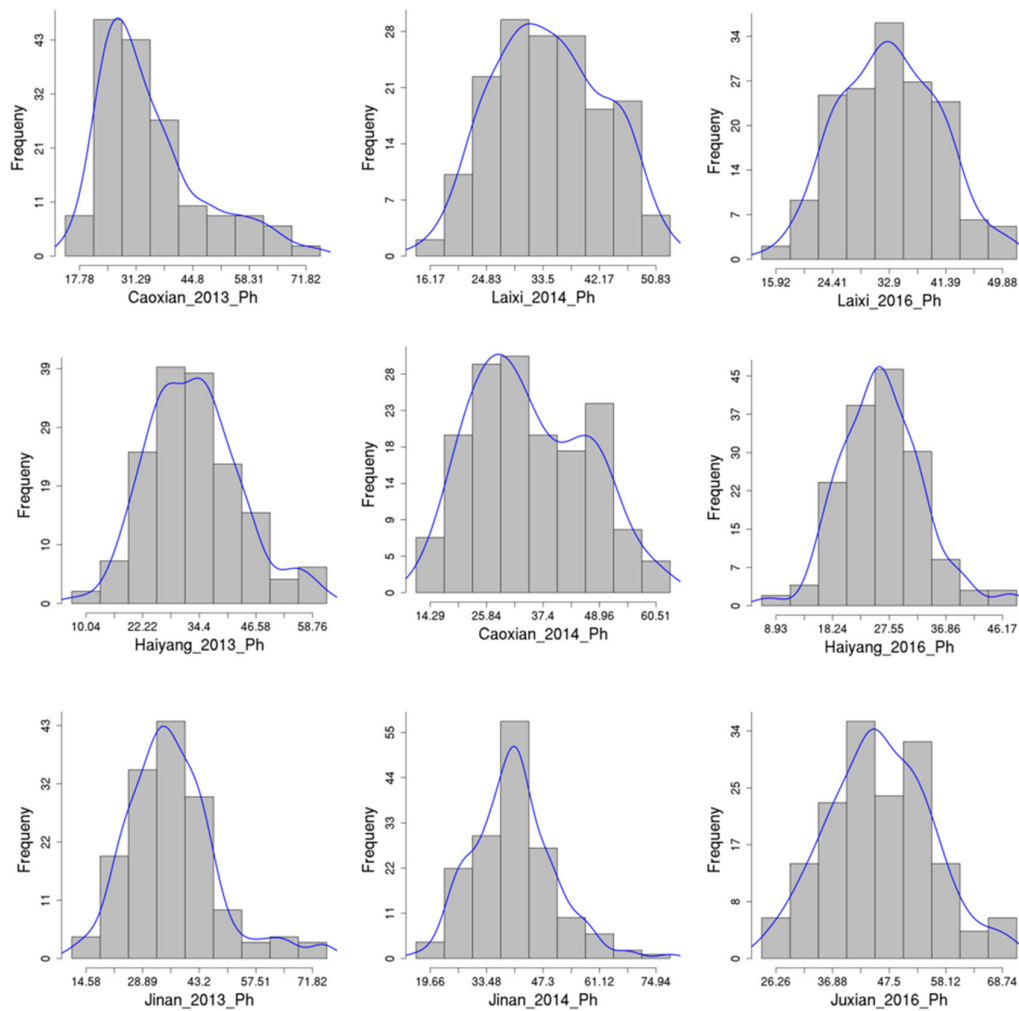 Frequeny
43
32
21
11
0
17.78 31.29 44.8 58.31 71.82
Caoxian_2013_Ph
Frequeny
28
21
14
7
0
16.17 24.83 33.5 42.17 50.83
Laixi_2014_Ph
Frequeny
34
27
20
14
7
0
15.92 24.41 32.9 41.39 49.88
Laixi_2016_Ph
Frequeny
39
29
19
10
0
10.04 22.22 34.4 46.58 58.76
Haiyang_2013_Ph
Frequeny
28
23
18
14
9
5
0
14.29 25.84 37.4 48.96 60.51
Caoxian_2014_Ph
Frequeny
45
37
30
22
15
7
0
8.93 18.24 27.55 36.86 46.17
Haiyang_2016_Ph
Frequeny
43
32
22
11
0
14.58 28.89 43.2 57.51 71.82
Jinan_2013_Ph
Frequeny
55
44
33
22
11
0
19.66 33.48 47.3 61.12 74.94
Jinan_2014_Ph
Frequeny
34
25
17
8
0
26.26 36.88 47.5 58.12 68.74
Juxian_2016_Ph